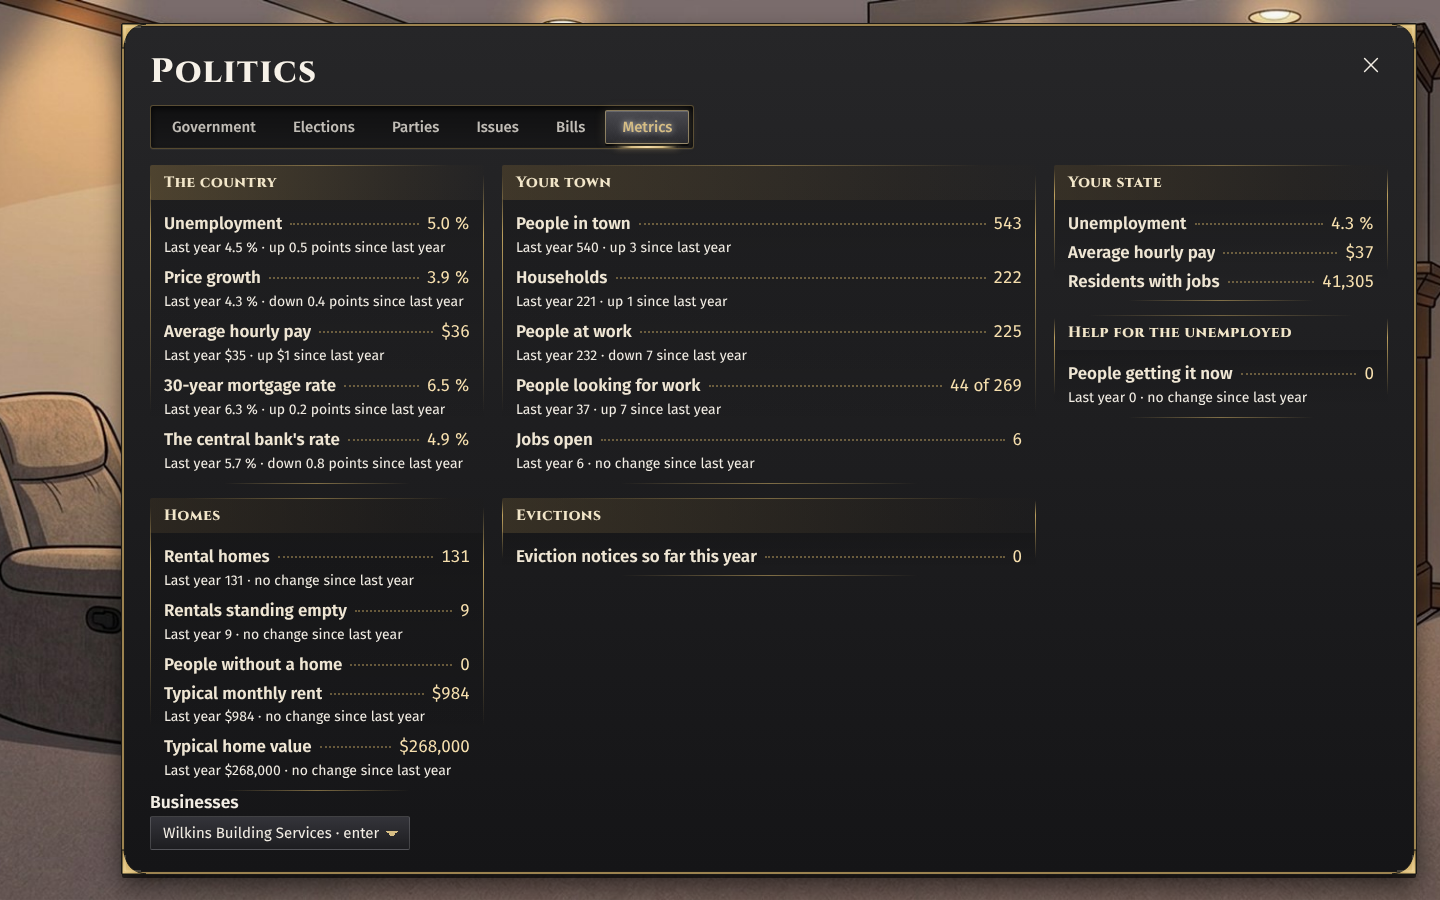 Politics
Government Elections Parties Issues Bills Metrics
The country
Unemployment 5.0 %
Last year 4.5 % · up 0.5 points since last year
Price growth 3.9 %
Last year 4.3 % · down 0.4 points since last year
Average hourly pay $36
Last year $35 · up $1 since last year
30-year mortgage rate 6.5 %
Last year 6.3 % · up 0.2 points since last year
The central bank's rate 4.9 %
Last year 5.7 % · down 0.8 points since last year
Your town
People in town 543
Last year 540 · up 3 since last year
Households 222
Last year 221 · up 1 since last year
People at work 225
Last year 232 · down 7 since last year
People looking for work 44 of 269
Last year 37 · up 7 since last year
Jobs open 6
Last year 6 · no change since last year
Your state
Unemployment 4.3 %
Average hourly pay $37
Residents with jobs 41,305
Help for the unemployed
People getting it now 0
Last year 0 · no change since last year
Homes
Rental homes 131
Last year 131 · no change since last year
Rentals standing empty 9
Last year 9 · no change since last year
People without a home 0
Typical monthly rent $984
Last year $984 · no change since last year
Typical home value $268,000
Last year $268,000 · no change since last year
Evictions
Eviction notices so far this year 0
Businesses
Wilkins Building Services · enter